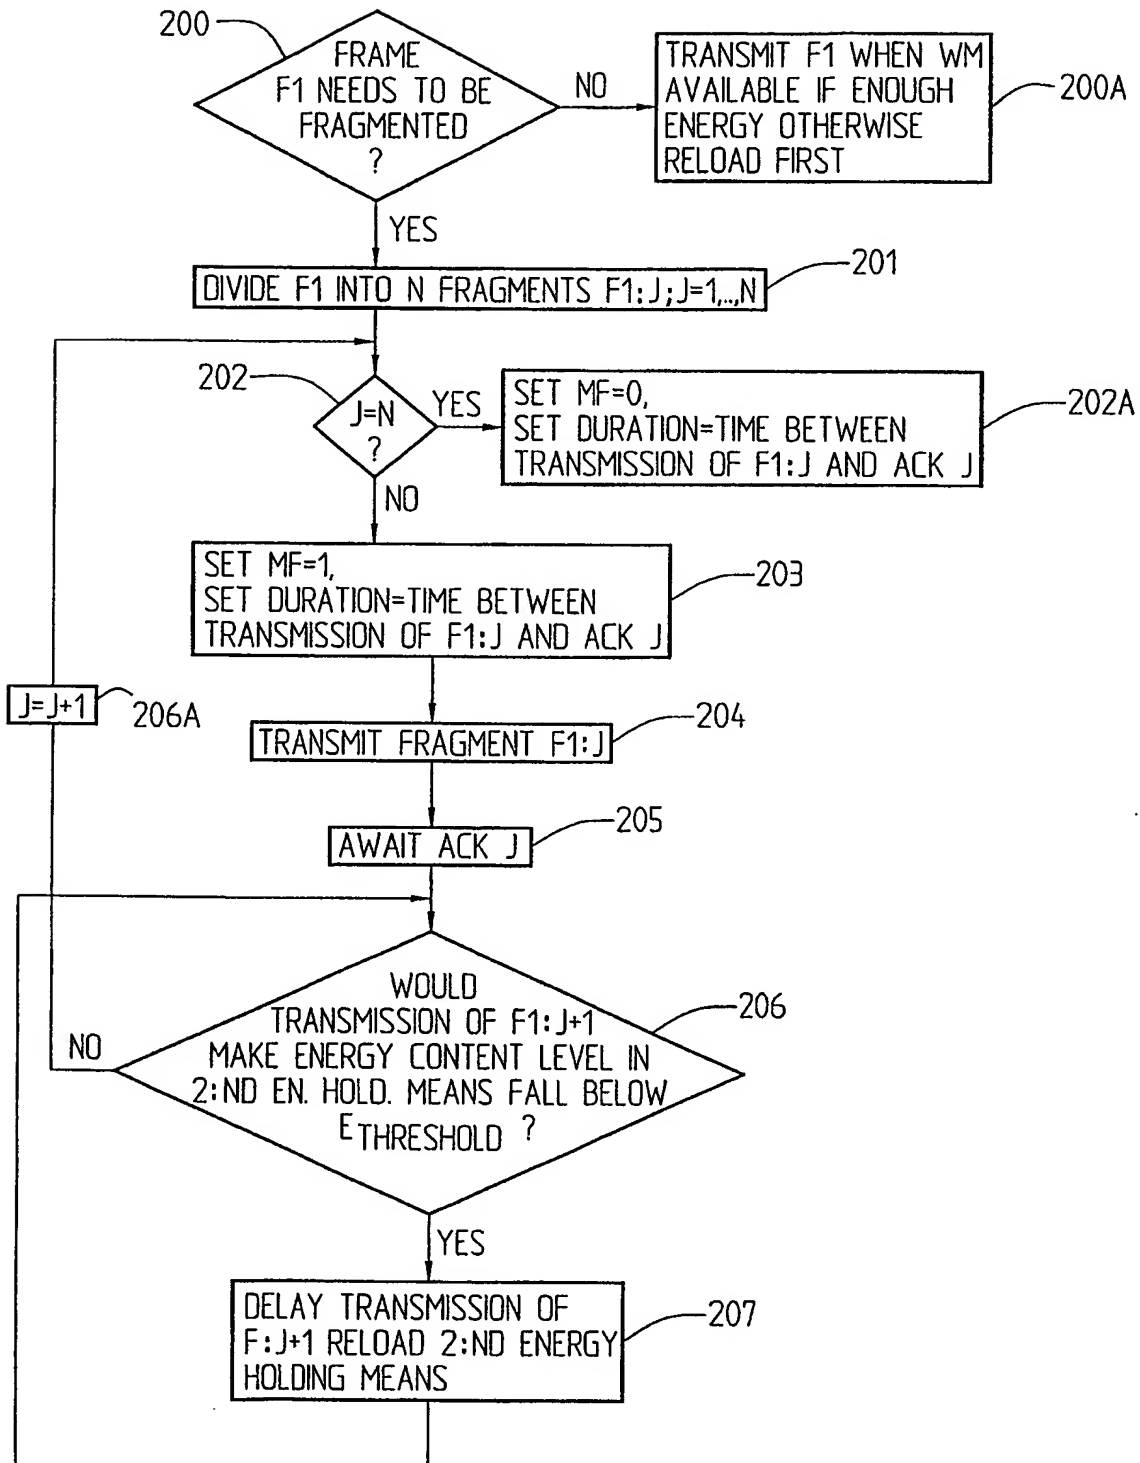 200
FRAME
F1 NEEDS TO BE
FRAGMENTED
?
NO
TRANSMIT F1 WHEN WM
AVAILABLE IF ENOUGH
ENERGY OTHERWISE
RELOAD FIRST
200A
YES
DIVIDE F1 INTO N FRAGMENTS F1:J;J=1,..,N
201
202
J=N
?
YES
SET MF=0,
SET DURATION=TIME BETWEEN
TRANSMISSION OF F1:J AND ACK J
202A
NO
SET MF=1,
SET DURATION=TIME BETWEEN
TRANSMISSION OF F1:J AND ACK J
203
J=J+1
206A
TRANSMIT FRAGMENT F1:J
204
AWAIT ACK J
205
WOULD
TRANSMISSION OF F1:J+1
MAKE ENERGY CONTENT LEVEL IN
2:ND EN. HOLD. MEANS FALL BELOW
ETHRESHOLD ?
206
NO
YES
DELAY TRANSMISSION OF
F:J+1 RELOAD 2:ND ENERGY
HOLDING MEANS
207